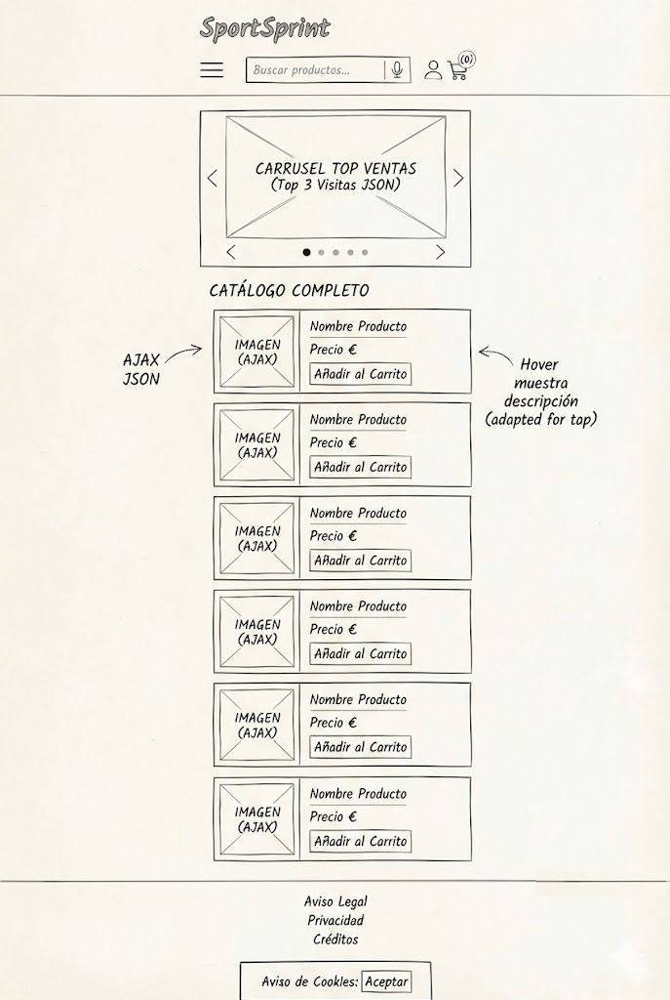 SportSprint
Buscar productos...
(0)
CARRUSEL TOP VENTAS
(Top 3 Visitas JSON)
CATÁLOGO COMPLETO
AJAX
JSON
IMAGEN
(AJAX)
Nombre Producto
Precio €
Añadir al Carrito
Hover
muestra
descripción
(adapted for tap)
IMAGEN
(AJAX)
Nombre Producto
Precio €
Añadir al Carrito
IMAGEN
(AJAX)
Nombre Producto
Precio €
Añadir al Carrito
IMAGEN
(AJAX)
Nombre Producto
Precio €
Añadir al Carrito
IMAGEN
(AJAX)
Nombre Producto
Precio €
Añadir al Carrito
IMAGEN
(AJAX)
Nombre Producto
Precio €
Añadir al Carrito
Aviso Legal
Privacidad
Créditos
Aviso de Cookles: Aceptar